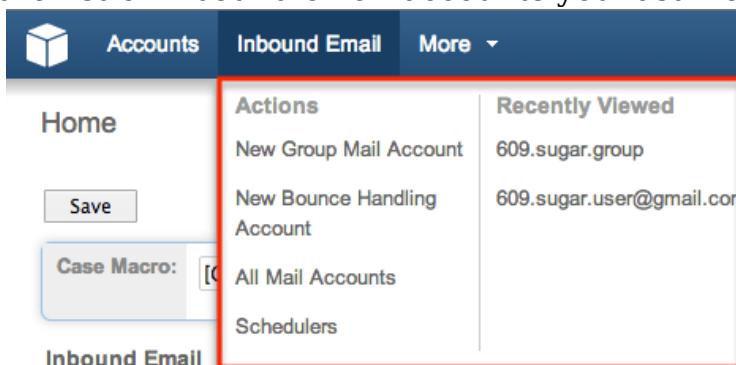 Accounts Inbound Email More
Home
Save
Case Macro:
Inbound Email
Actions
New Group Mail Account
New Bounce Handling
Account
All Mail Accounts
Schedulers
Recently Viewed
609.sugar.group
609.sugar.user@gmail.com